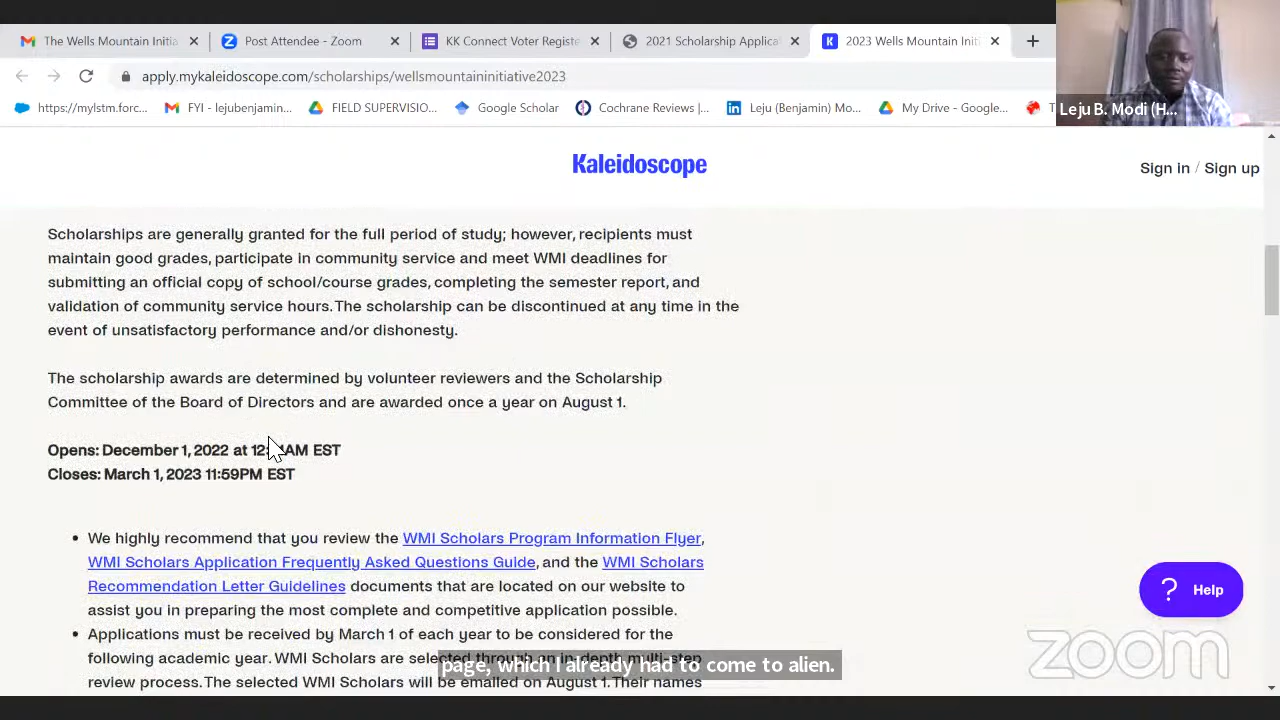 The Wells Mountain Initia
Post Attendee - Zoom
KK Connect Voter Registe
2021 Scholarship Applica
2023 Wells Mountain Initi
apply.mykaleidoscope.com/scholarships/wellsmountaininitiative2023
https://mylstm.forc...
FYI - lejubenjamin...
FIELD SUPERVISIO...
Google Scholar
Cochrane Reviews |...
Leju (Benjamin) Mo...
My Drive - Google...
Leju B. Modi (H...
Kaleidoscope
Sign in / Sign up
Scholarships are generally granted for the full period of study; however, recipients must
maintain good grades, participate in community service and meet WMI deadlines for
submitting an official copy of school/course grades, completing the semester report, and
validation of community service hours. The scholarship can be discontinued at any time in the
event of unsatisfactory performance and/or dishonesty.
The scholarship awards are determined by volunteer reviewers and the Scholarship
Committee of the Board of Directors and are awarded once a year on August 1.
Opens: December 1, 2022 at AM EST
Closes: March 1, 2023 11:59PM EST
• We highly recommend that you review the WMI Scholars Program Information Flyer,
WMI Scholars Application Frequently Asked Questions Guide, and the WMI Scholars
Recommendation Letter Guidelines documents that are located on our website to
assist you in preparing the most complete and competitive application possible.
• Applications must be received by March 1 of each year to be considered for the
following academic year. WMI Scholars are selected through an in-depth multi-step
review process. The selected WMI Scholars will be emailed on August 1. Their names
page, which I already had to come to alien.
? Help
zoom